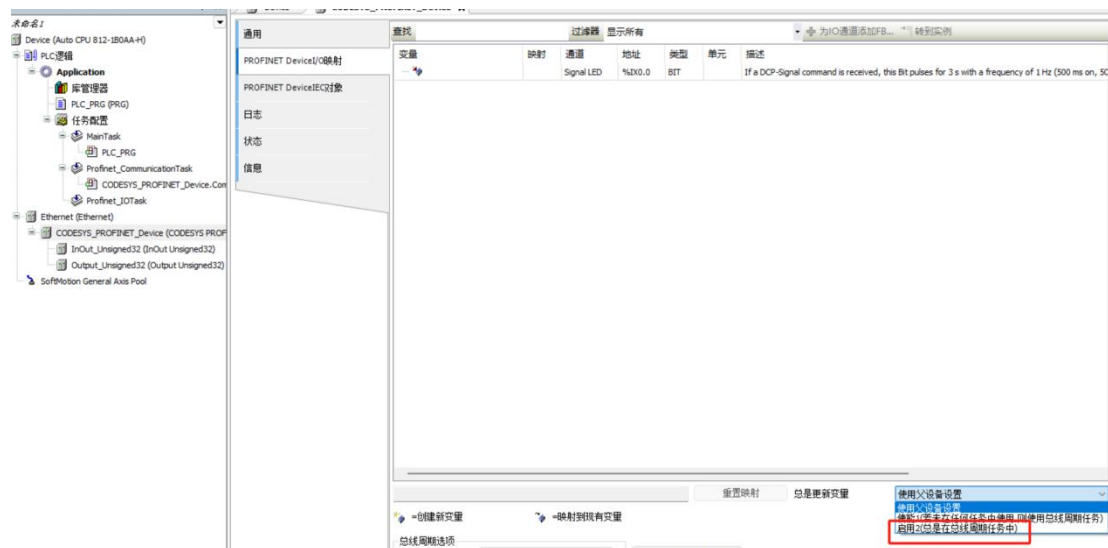 未命名1
Device (Auto CPU 812-1B0AA-H)
PLC逻辑
Application
库管理器
PLC_PRG (PRG)
任务配置
MainTask
PLC_PRG
Profinet_CommunicationTask
CODESYS_PROFINET_Device.Con
Profinet_IOTask
Ethernet (Ethernet)
CODESYS_PROFINET_Device (CODESYS PROF
InOut_Unsigned32 (InOut Unsigned32)
Output_Unsigned32 (Output Unsigned32)
SoftMotion General Axis Pool
通用
PROFINET DeviceI/O映射
PROFINET DeviceIEC对象
日志
状态
信息
查找 过滤器 显示所有 为IO通道添加FB... 转到实例
变量 映射 通道 地址 类型 单元 描述
Signal LED %IX0.0 BIT If a DCP-Signal command is received, this Bit pulses for 3 s with a frequency of 1 Hz (500 ms on, 50
重置映射 总是更新变量 使用父设备设置
使用父设备设置
使能1(若未在任何任务中使用,则使用总线周期任务)
启用2(总是在总线周期任务中)
=创建新变量 =映射到现有变量
总线周期选项